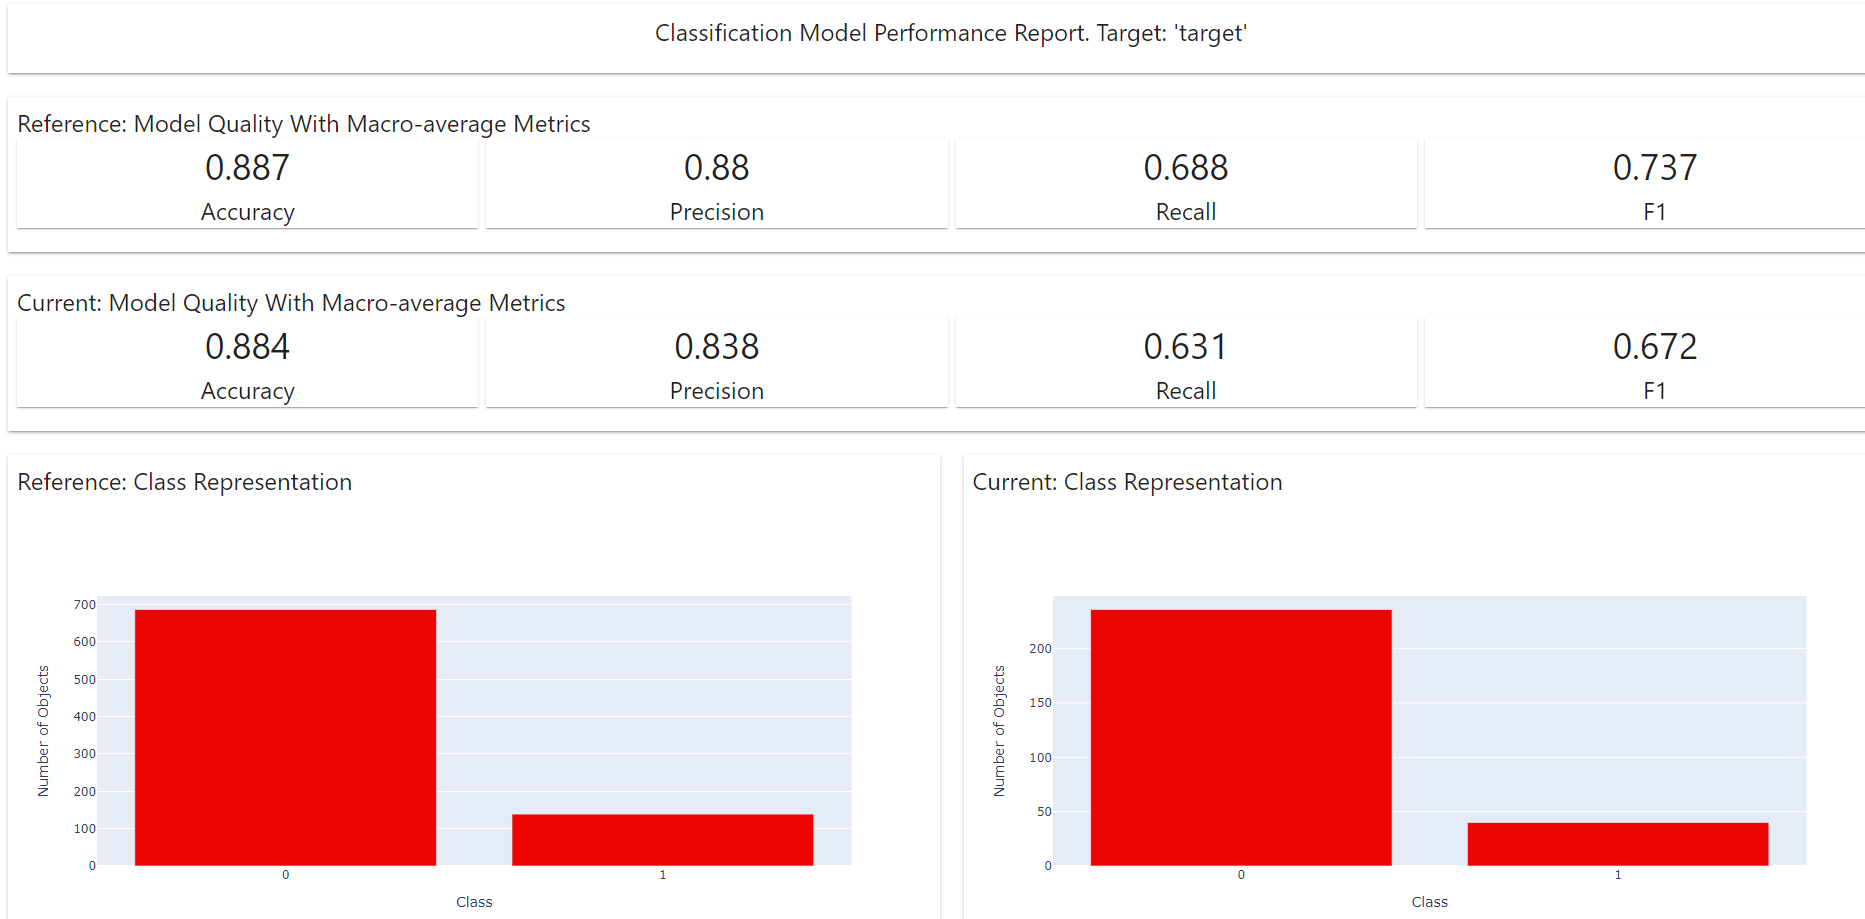 Classification Model Performance Report. Target: 'target'
Reference: Model Quality With Macro-average Metrics
0.887
Accuracy
0.88
Precision
0.688
Recall
0.737
F1
Current: Model Quality With Macro-average Metrics
0.884
Accuracy
0.838
Precision
0.631
Recall
0.672
F1
Reference: Class Representation
700
600
500
400
300
200
100
0
Number of Objects
0
1
Class
Current: Class Representation
200
150
100
50
0
Number of Objects
0
1
Class